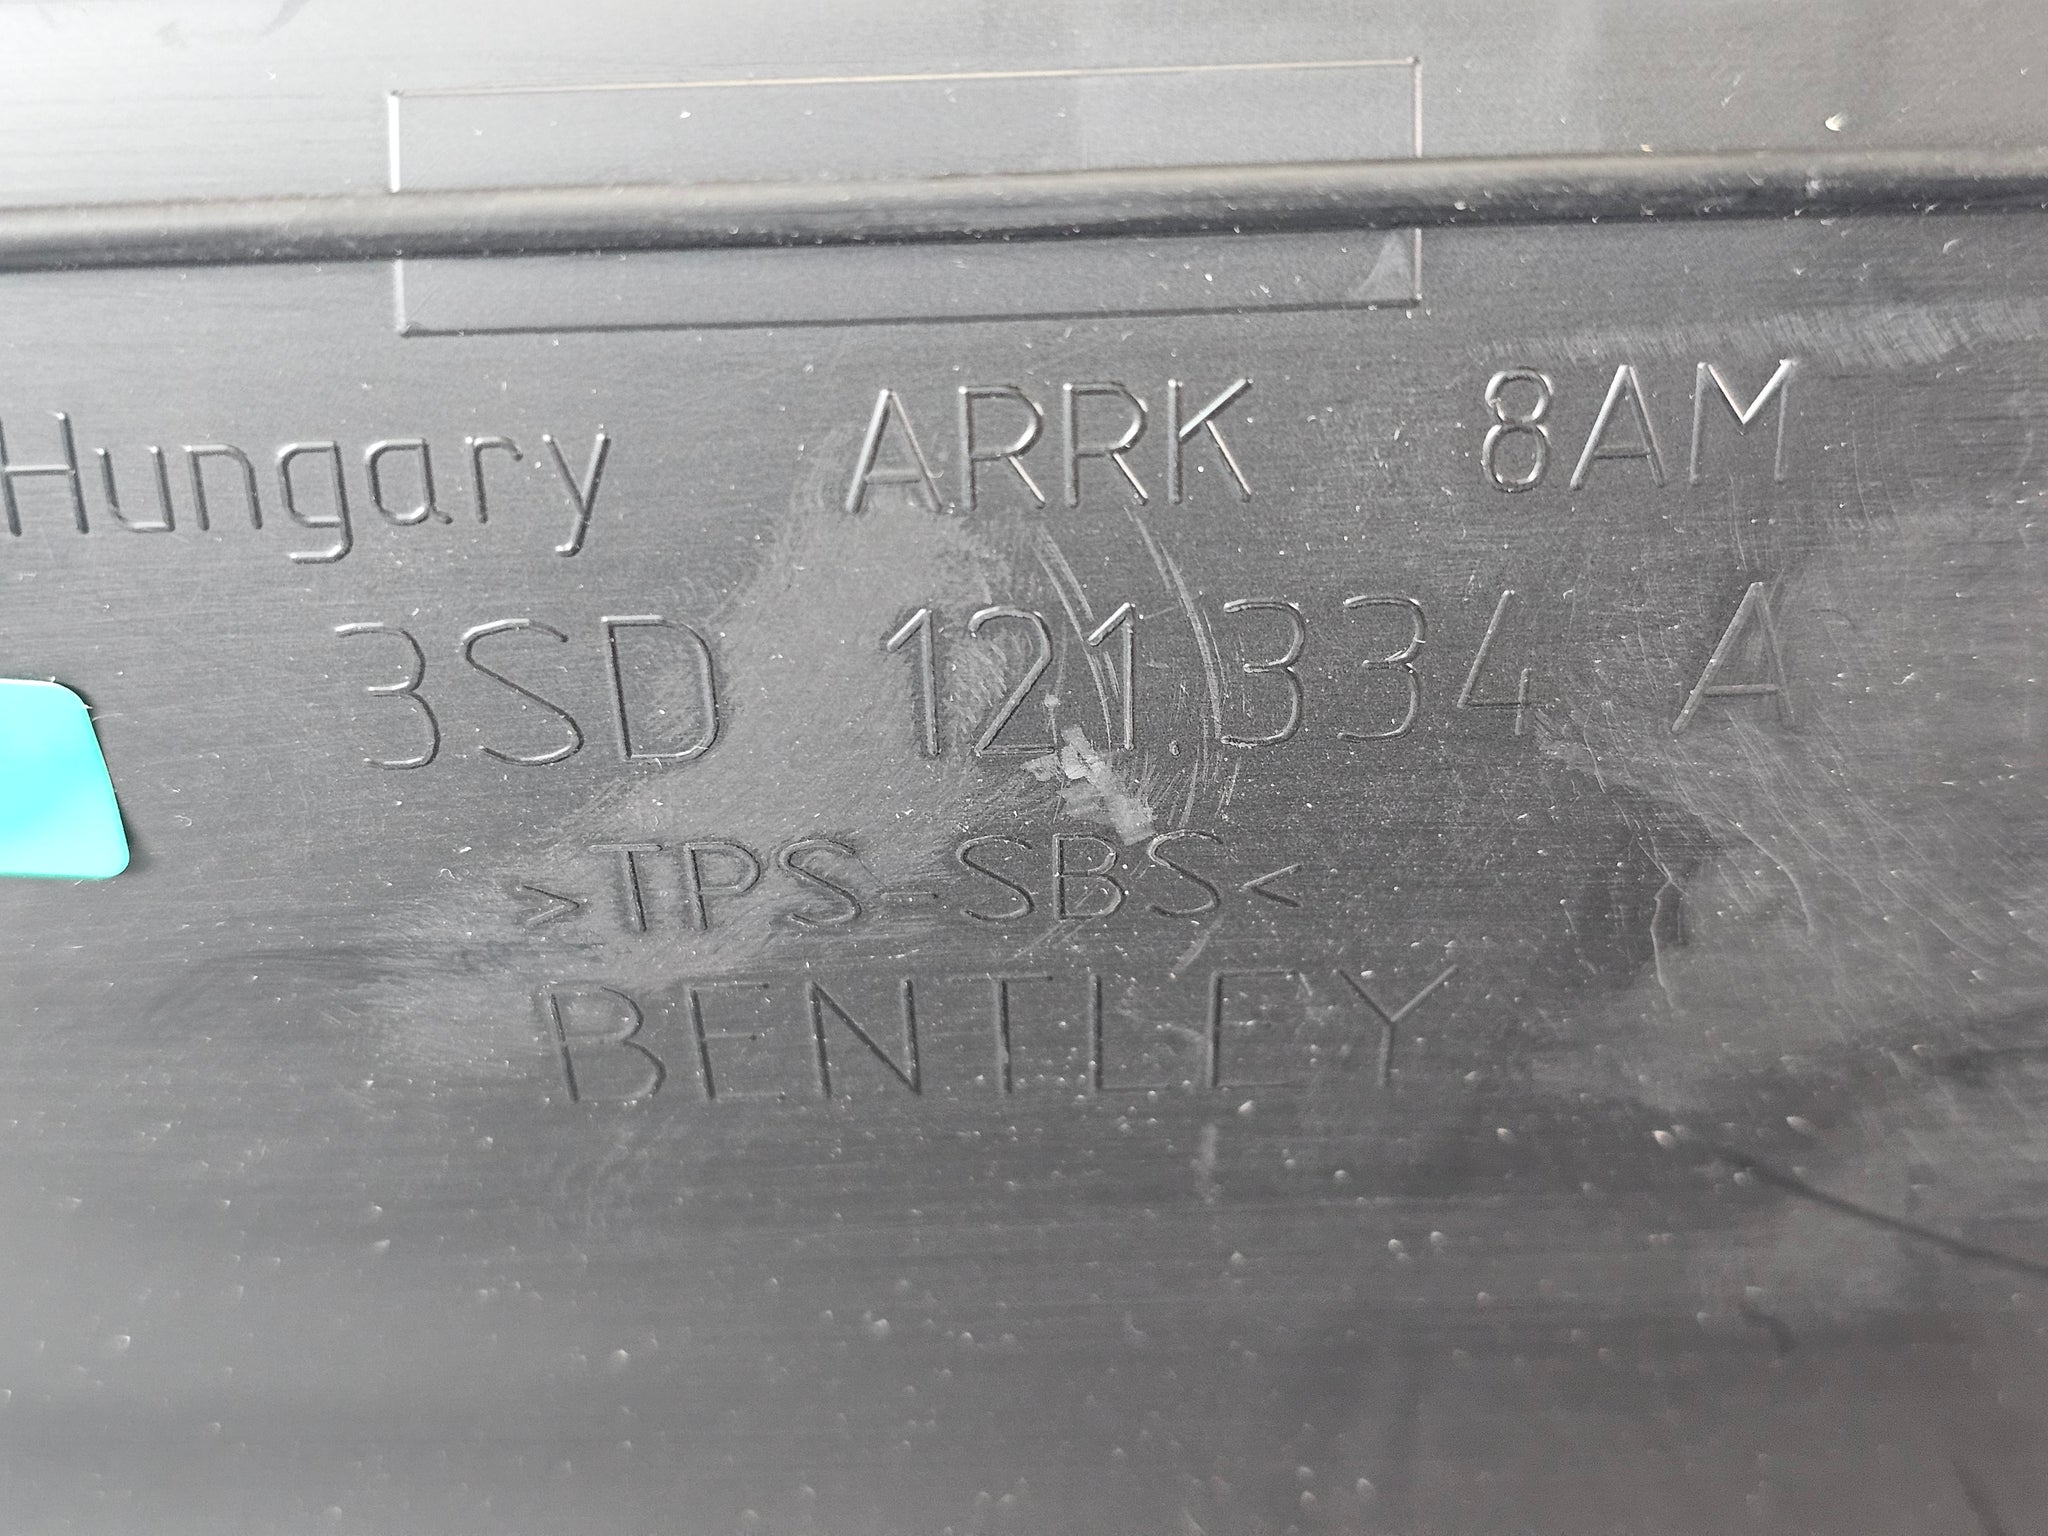 Hungary ARRK 8AM
3SD 121.334 A
>TPS-SBS<
BENTLEY